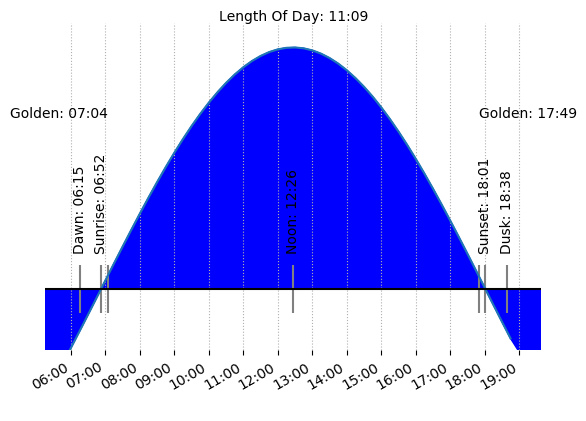 Length Of Day: 11:09
Golden: 07:04
Golden: 17:49
Dawn: 06:15
Sunrise: 06:52
Noon: 12:26
Sunset: 18:01
Dusk: 18:38
06:00
07:00
08:00
09:00
10:00
11:00
12:00
13:00
14:00
15:00
16:00
17:00
18:00
19:00